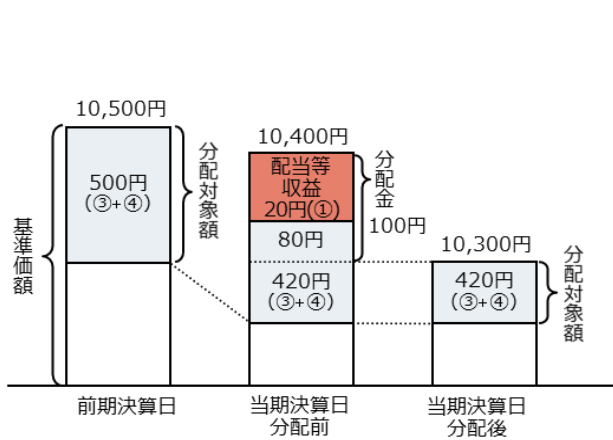 10,500円
500円
(③+④)
分配対象額
基準価額
10,400円
配当等
収益
20円(①)
分配金
100円
80円
420円
(③+④)
10,300円
420円
(③+④)
分配対象額
前期決算日
当期決算日
分配前
当期決算日
分配後